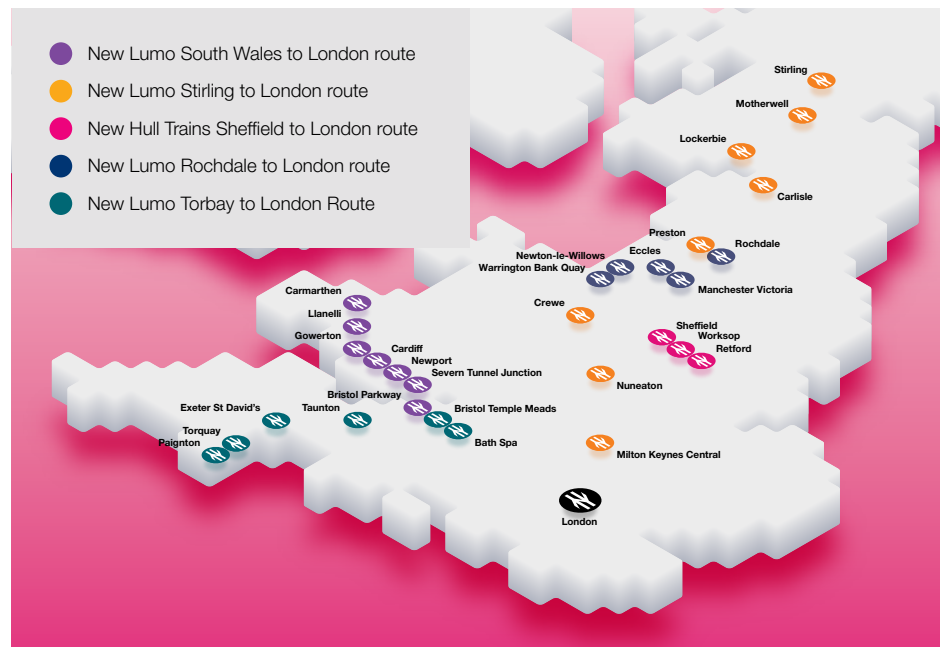 New Lumo South Wales to London route
New Lumo Stirling to London route
New Hull Trains Sheffield to London route
New Lumo Rochdale to London route
New Lumo Torbay to London Route
Stirling
Motherwell
Lockerbie
Carlisle
Preston
Rochdale
Eccles
Newton-le-Willows
Warrington Bank Quay
Manchester Victoria
Carmarthen
Llanelli
Gowerton
Crewe
Sheffield
Worksop
Retford
Cardiff
Newport
Severn Tunnel Junction
Nuneaton
Bristol Parkway
Exeter St David's
Taunton
Bristol Temple Meads
Torquay
Paignton
Bath Spa
Milton Keynes Central
London